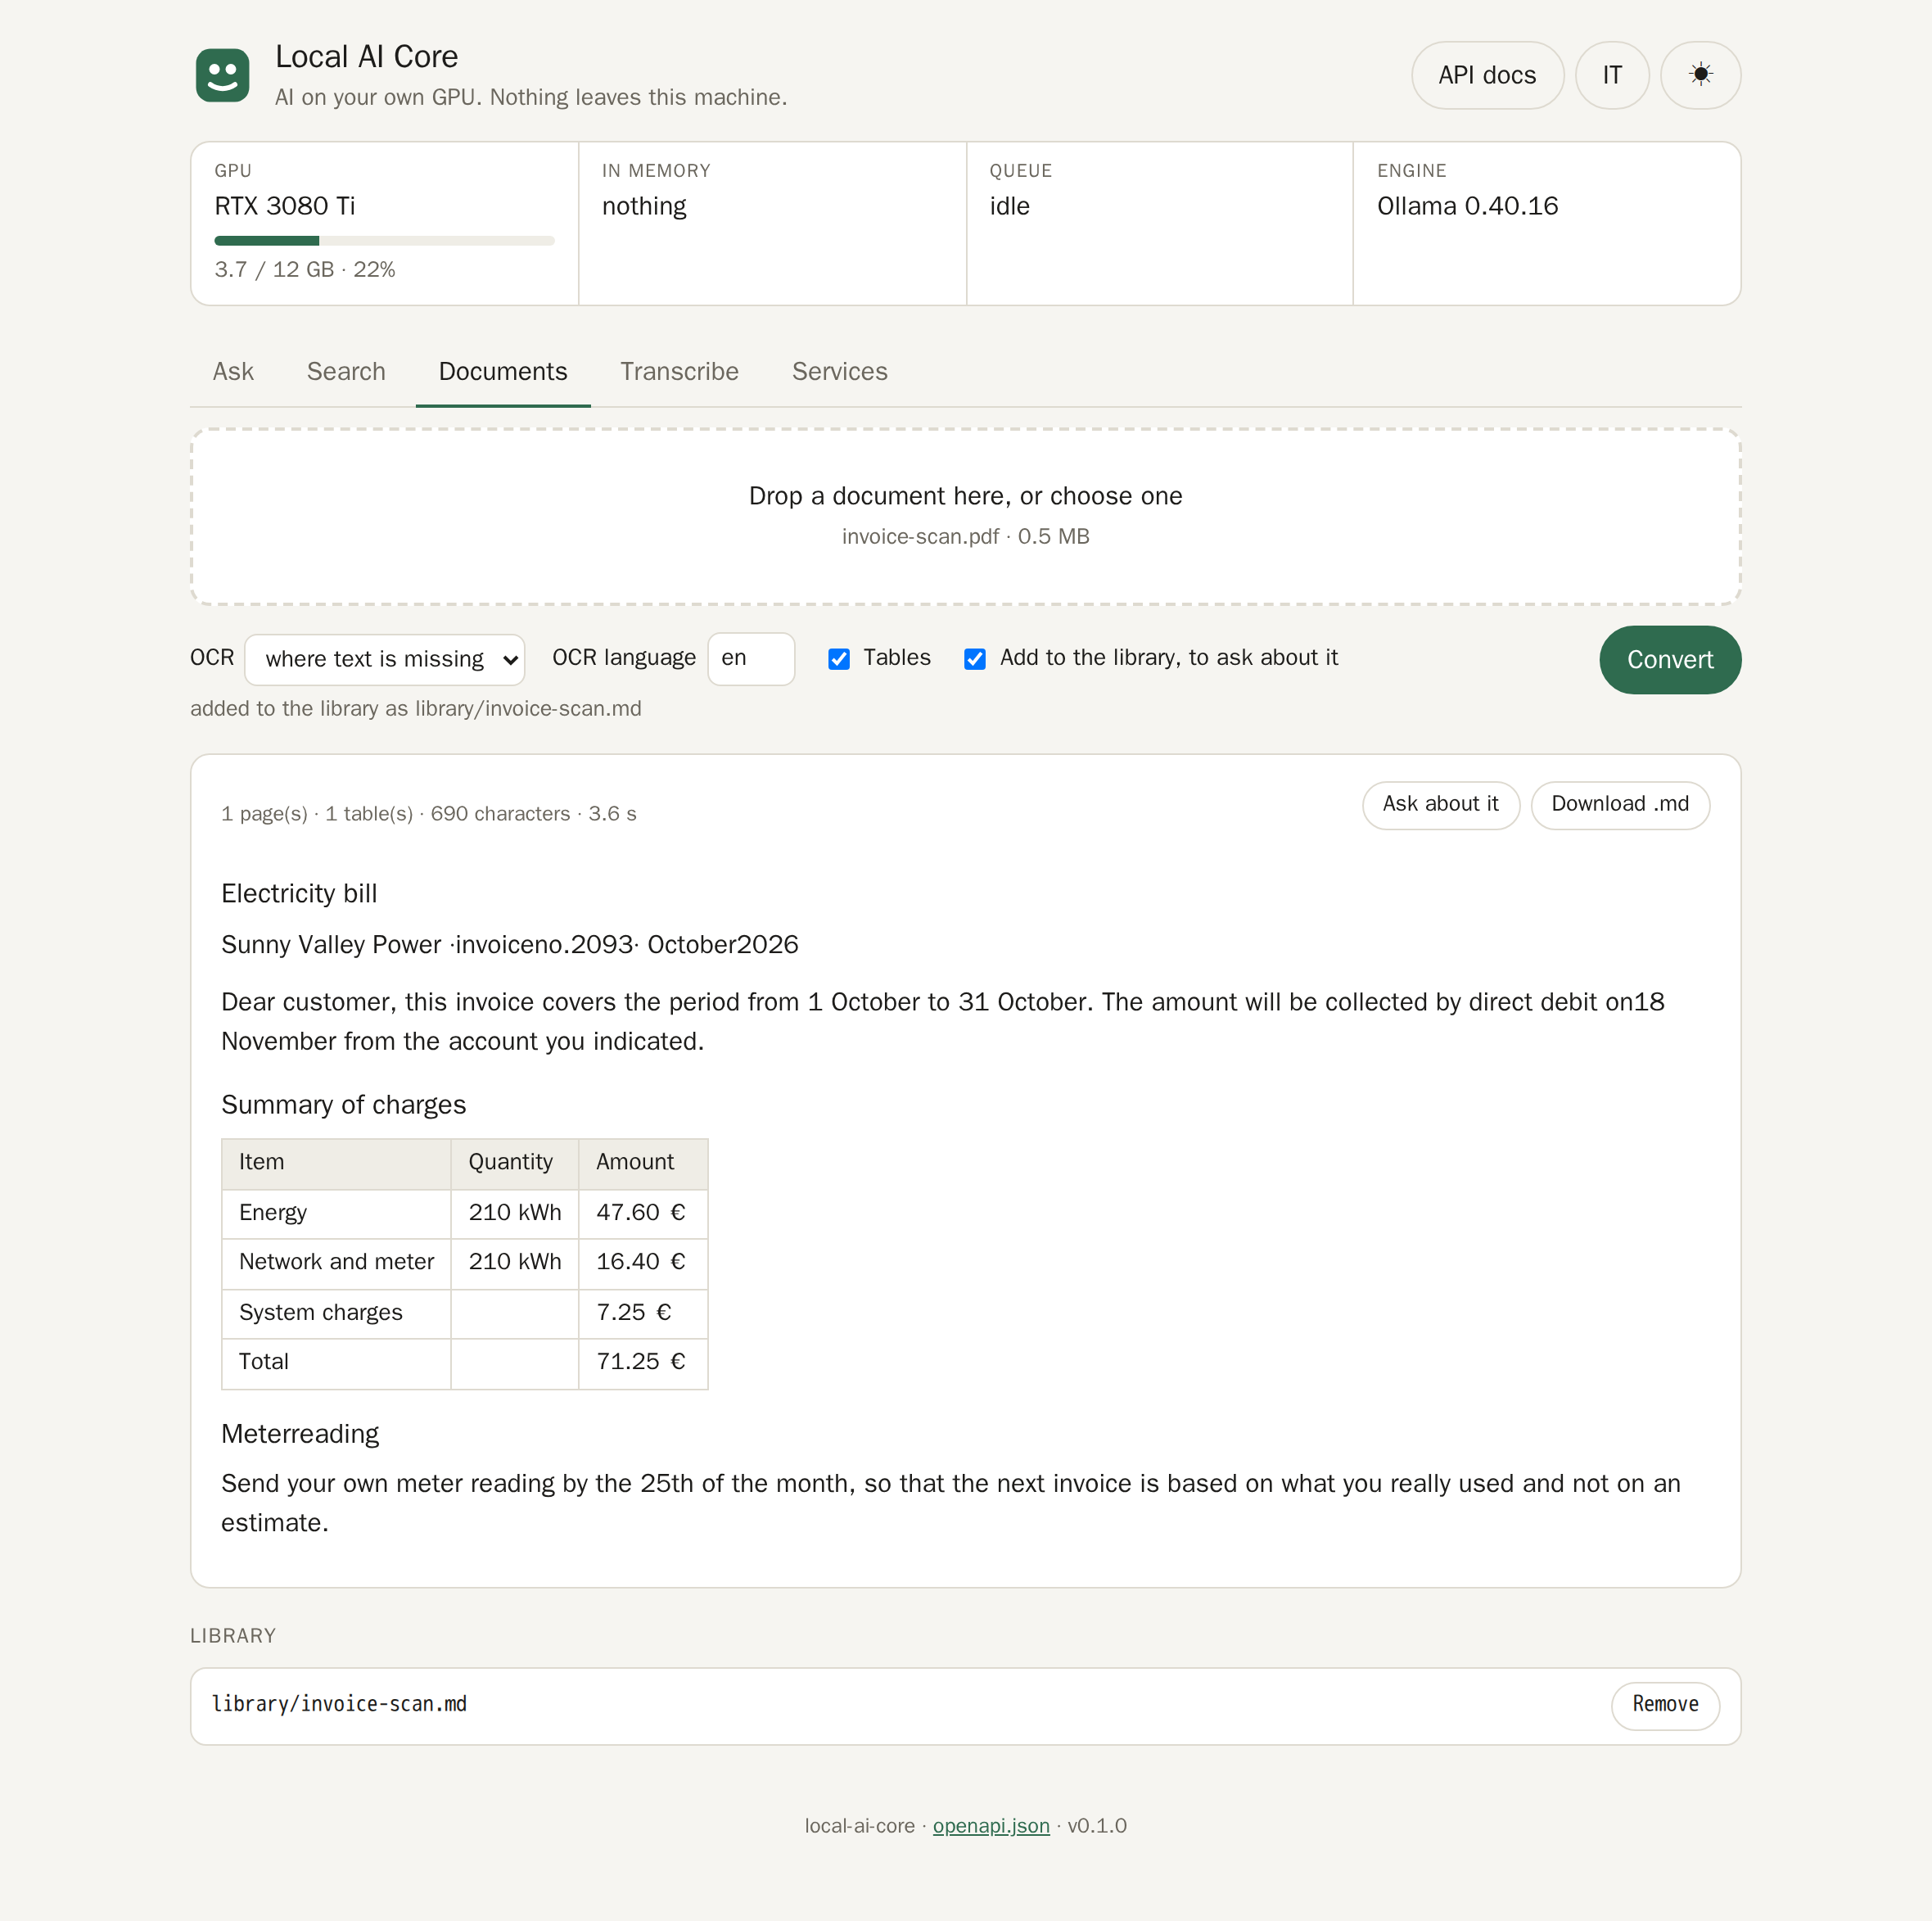 Local AI Core
AI on your own GPU. Nothing leaves this machine.
API docs
IT
GPU
RTX 3080 Ti
3.7 / 12 GB · 22%
IN MEMORY
nothing
QUEUE
idle
ENGINE
Ollama 0.40.16
Ask
Search
Documents
Transcribe
Services
Drop a document here, or choose one
invoice-scan.pdf · 0.5 MB
OCR
where text is missing
OCR language
en
Tables
Add to the library, to ask about it
Convert
added to the library as library/invoice-scan.md
1 page(s) · 1 table(s) · 690 characters · 3.6 s
Ask about it
Download .md
Electricity bill
Sunny Valley Power ·invoiceno.2093· October2026
Dear customer, this invoice covers the period from 1 October to 31 October. The amount will be collected by direct debit on18
November from the account you indicated.
Summary of charges
Item Quantity Amount
Energy 210 kWh 47.60 €
Network and meter 210 kWh 16.40 €
System charges 7.25 €
Total 71.25 €
Meterreading
Send your own meter reading by the 25th of the month, so that the next invoice is based on what you really used and not on an
estimate.
LIBRARY
library/invoice-scan.md
Remove
local-ai-core · openapi.json · v0.1.0